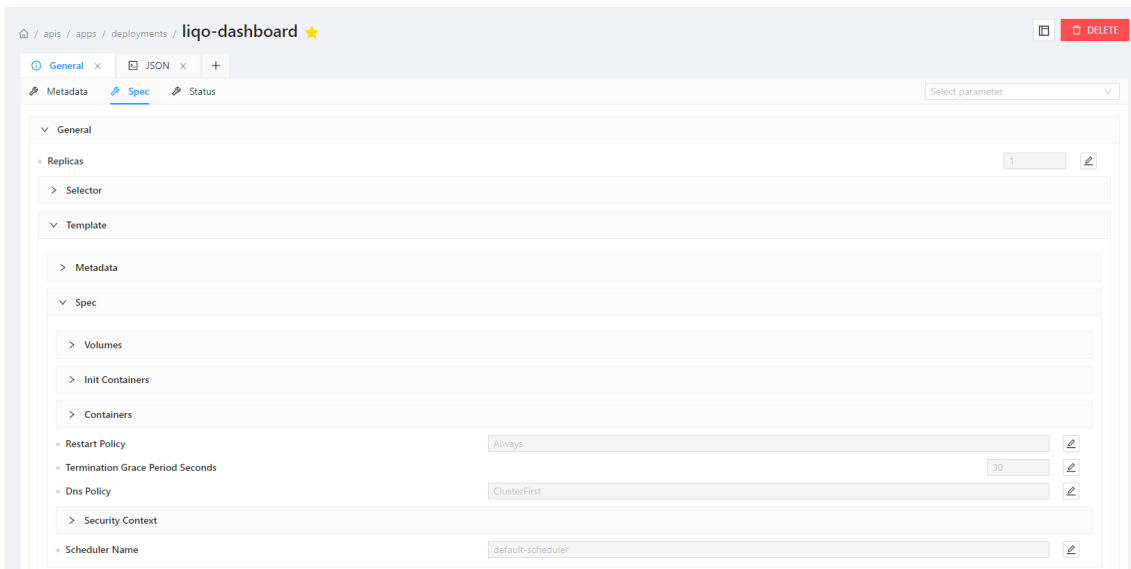 / apis / apps / deployments / liqo-dashboard
DELETE
General × JSON × +
Metadata Spec Status Select parameter
General
Replicas 1
Selector
Template
Metadata
Spec
Volumes
Init Containers
Containers
Restart Policy Always
Termination Grace Period Seconds 30
Dns Policy ClusterFirst
Security Context
Scheduler Name default-scheduler